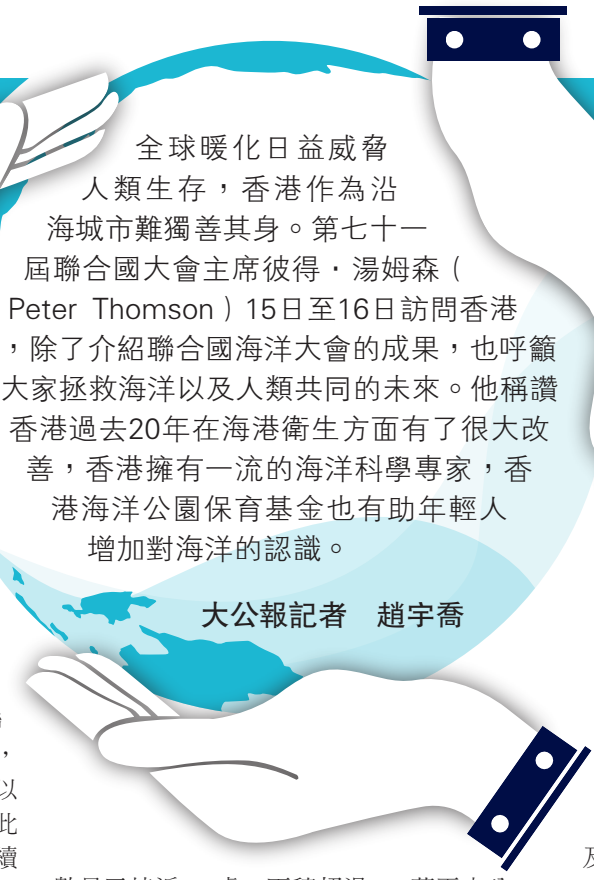 全球暖化日益威脅
人類生存，香港作為沿
海城市難獨善其身。第七十一
屆聯合國大會主席彼得・湯姆森（
Peter Thomson）15日至16日訪問香港
，除了介紹聯合國海洋大會的成果，也呼籲
大家拯救海洋以及人類共同的未來。他稱讚
香港過去20年在海港衛生方面有了很大改
善，香港擁有一流的海洋科學專家，香
港海洋公園保育基金也有助年輕人
增加對海洋的認識。
大公報記者　趙宇喬
，
以
此
續
及